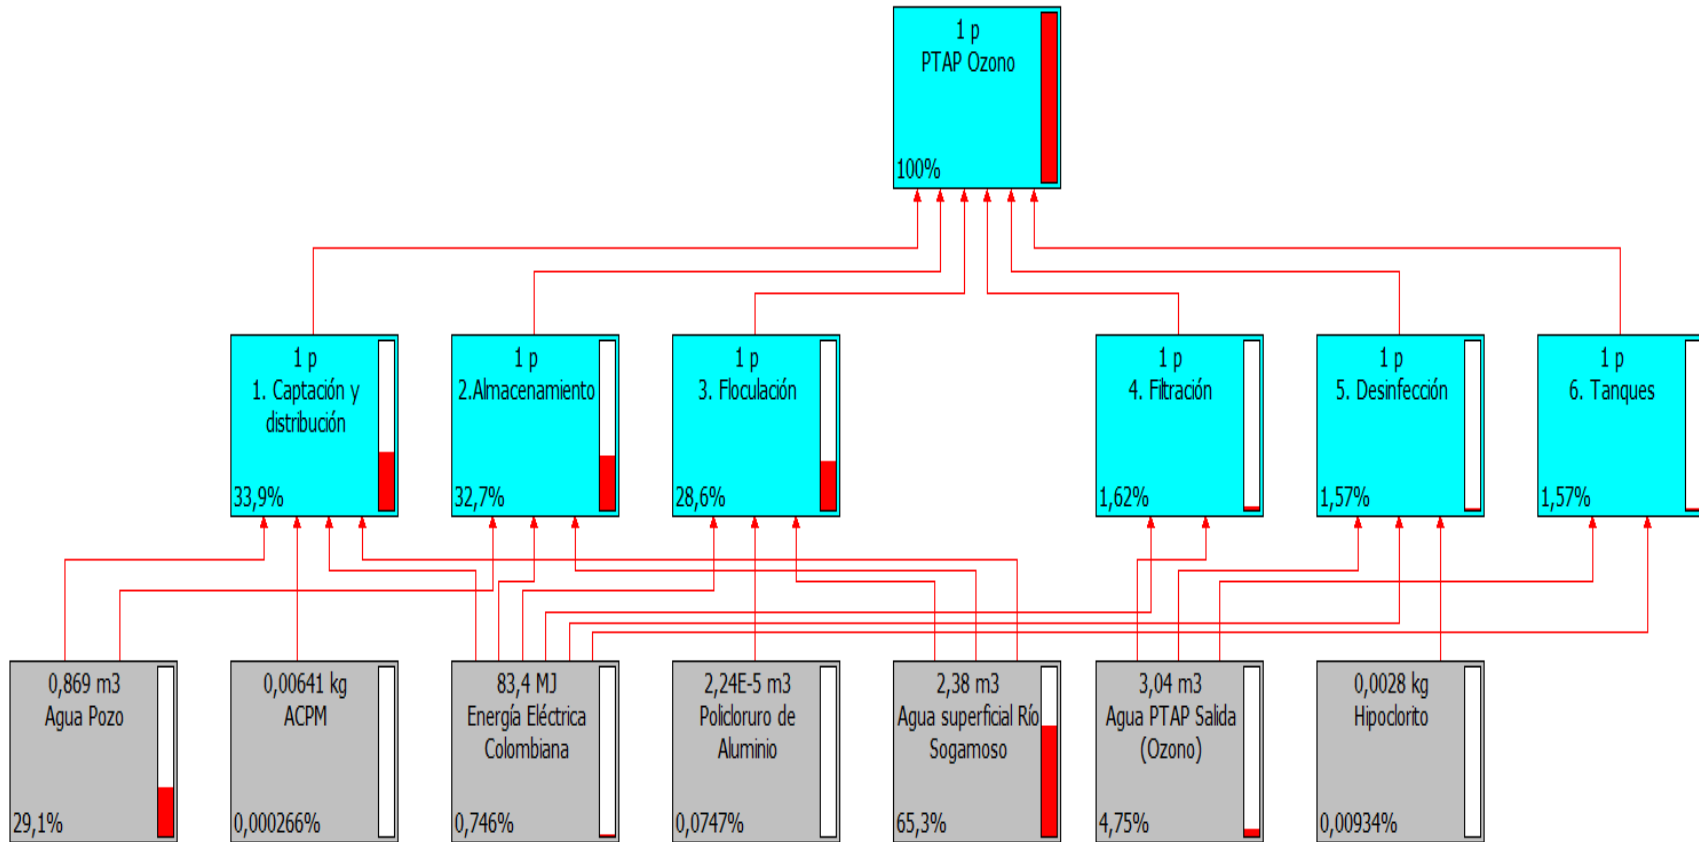 1 p
PTAP Ozono
100%
1 p
1. Captación y
distribución
33,9%
1 p
2.Almacenamiento
32,7%
1 p
3. Floculación
28,6%
1 p
4. Filtración
1,62%
1 p
5. Desinfección
1,57%
1 p
6. Tanques
1,57%
0,869 m3
Agua Pozo
29,1%
0,00641 kg
ACPM
0,000266%
83,4 MJ
Energía Eléctrica
Colombiana
0,746%
2,24E-5 m3
Policloruro de
Aluminio
0,0747%
2,38 m3
Agua superficial Río
Sogamoso
65,3%
3,04 m3
Agua PTAP Salida
(Ozono)
4,75%
0,0028 kg
Hipoclorito
0,00934%